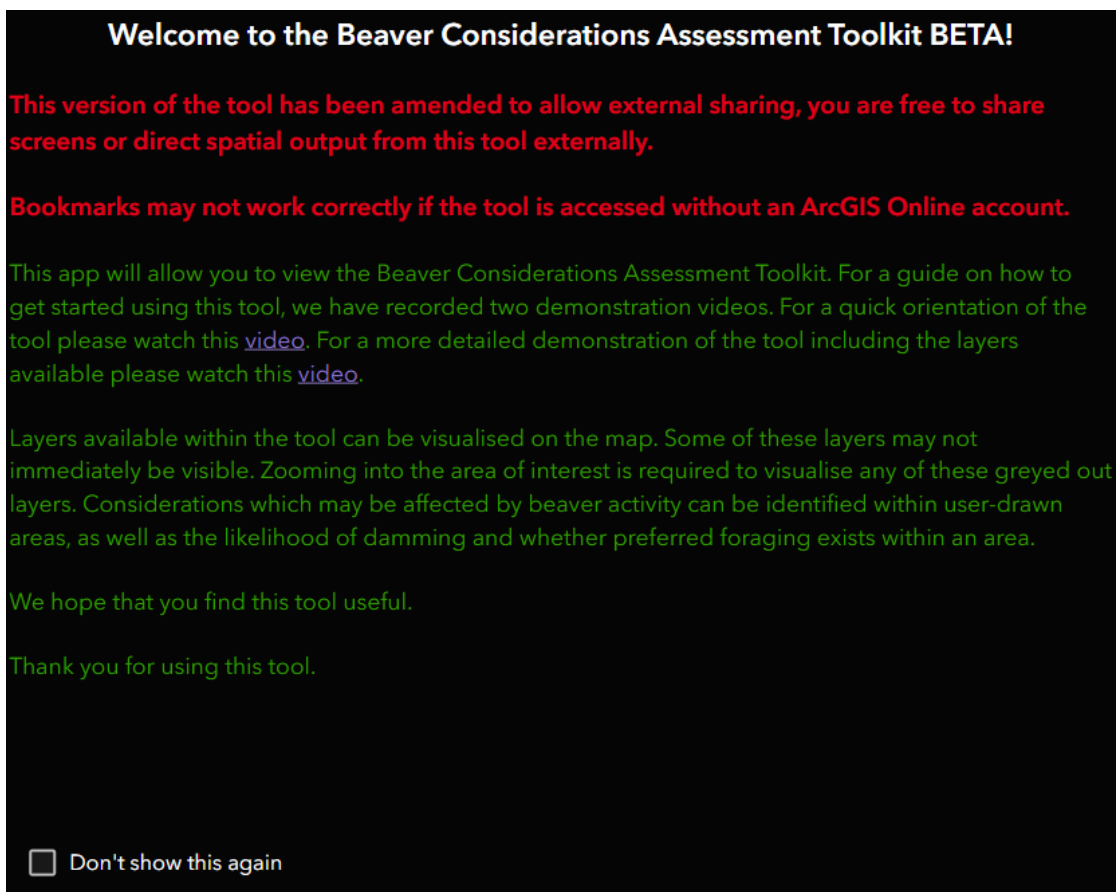 Welcome to the Beaver Considerations Assessment Toolkit BETA!
This version of the tool has been amended to allow external sharing, you are free to share
screens or direct spatial output from this tool externally.
Bookmarks may not work correctly if the tool is accessed without an ArcGIS Online account.
This app will allow you to view the Beaver Considerations Assessment Toolkit. For a guide on how to
get started using this tool, we have recorded two demonstration videos. For a quick orientation of the
tool please watch this video. For a more detailed demonstration of the tool including the layers
available please watch this video.
Layers available within the tool can be visualised on the map. Some of these layers may not
immediately be visible. Zooming into the area of interest is required to visualise any of these greyed out
layers. Considerations which may be affected by beaver activity can be identified within user-drawn
areas, as well as the likelihood of damming and whether preferred foraging exists within an area.
We hope that you find this tool useful.
Thank you for using this tool.
Don't show this again